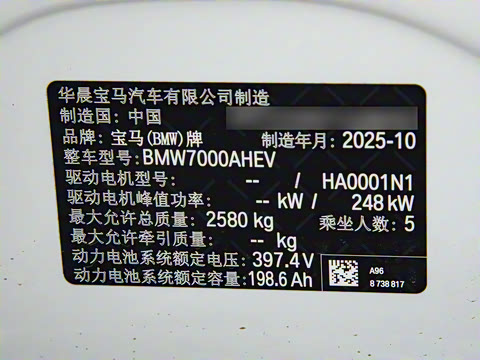 华晨宝马汽车有限公司制造
制造国: 中国
品牌: 宝马(BMW)牌 制造年月: 2025-10
整车型号: BMW7000AHEV
驱动电机型号: -- / HA0001N1
驱动电机峰值功率: -- kW / 248 kW
最大允许总质量: 2580 kg 乘坐人数: 5
最大允许牵引质量: -- kg
动力电池系统额定电压: 397.4 V
动力电池系统额定容量: 198.6 Ah
A96
8 738 817